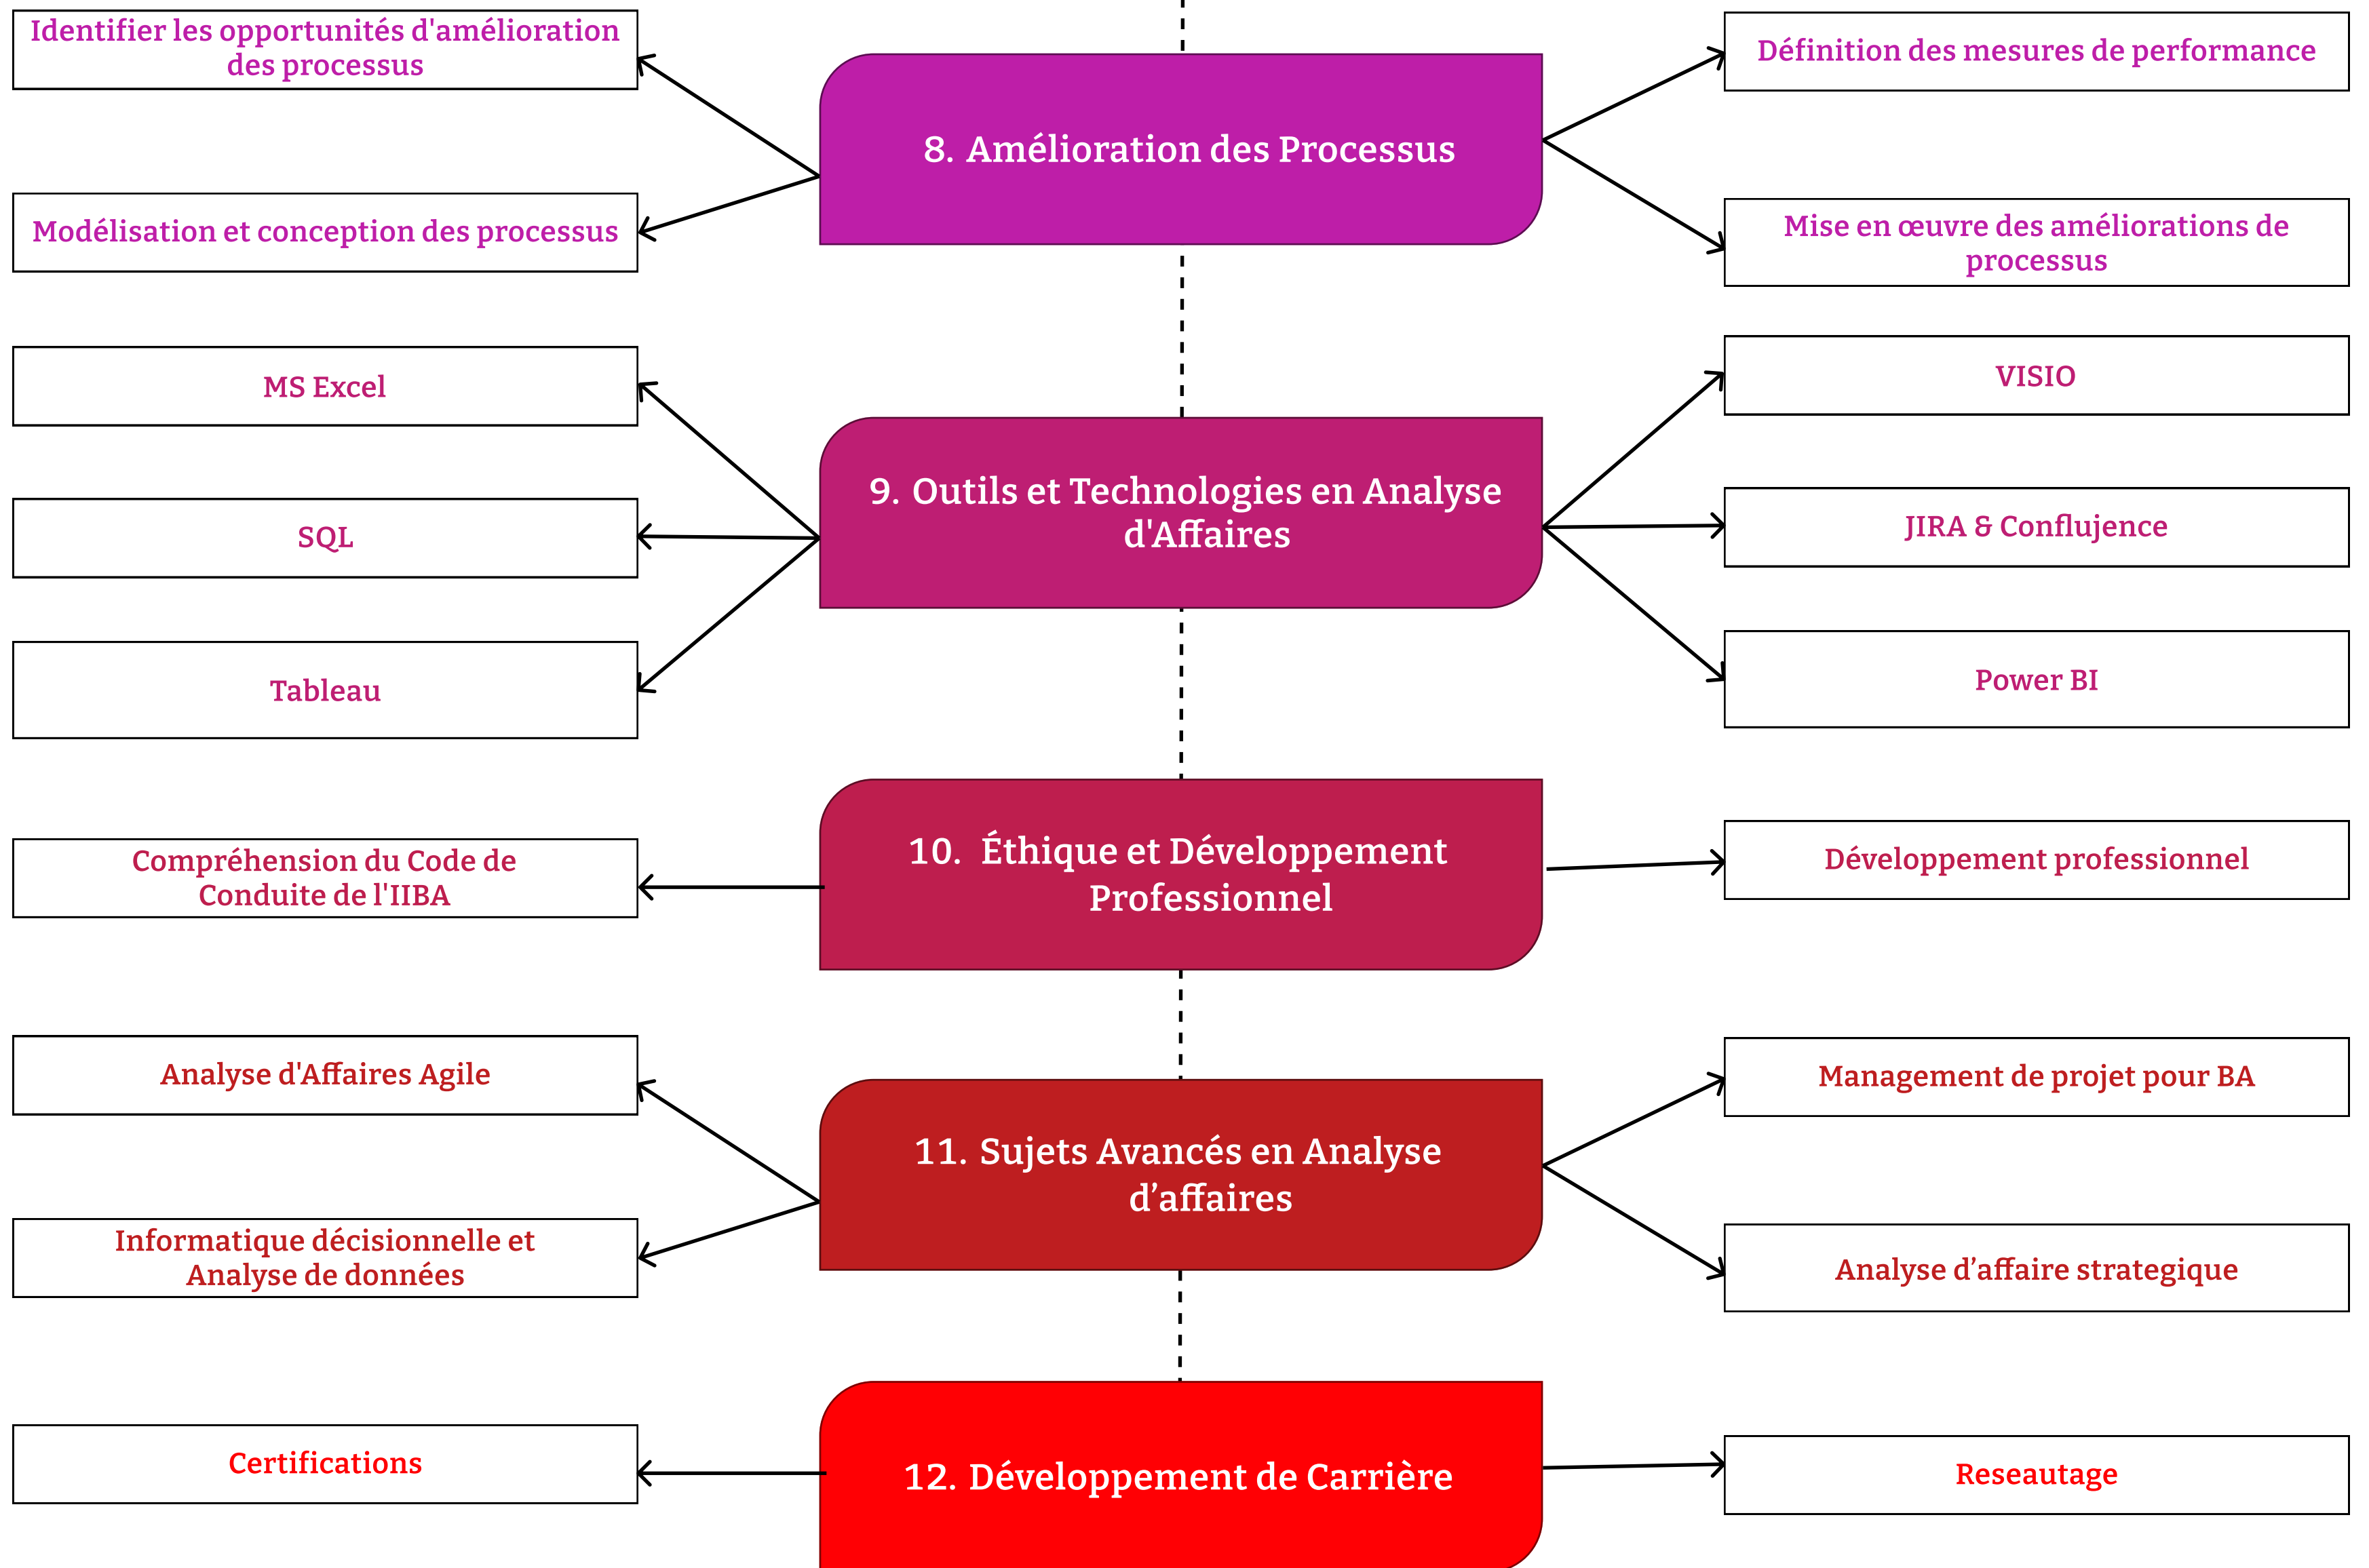 Identifier les opportunités d'amélioration
des processus
Définition des mesures de performance
8. Amélioration des Processus
Modélisation et conception des processus
Mise en œuvre des améliorations de
processus
MS Excel
VISIO
9. Outils et Technologies en Analyse
d'Affaires
SQL
JIRA & Conflujence
Tableau
Power BI
10. Éthique et Développement
Professionnel
Compréhension du Code de
Conduite de l'IIBA
Développement professionnel
Analyse d'Affaires Agile
Management de projet pour BA
11. Sujets Avancés en Analyse
d’affaires
Informatique décisionnelle et
Analyse de données
Analyse d’affaire strategique
Certifications
12. Développement de Carrière
Reseautage